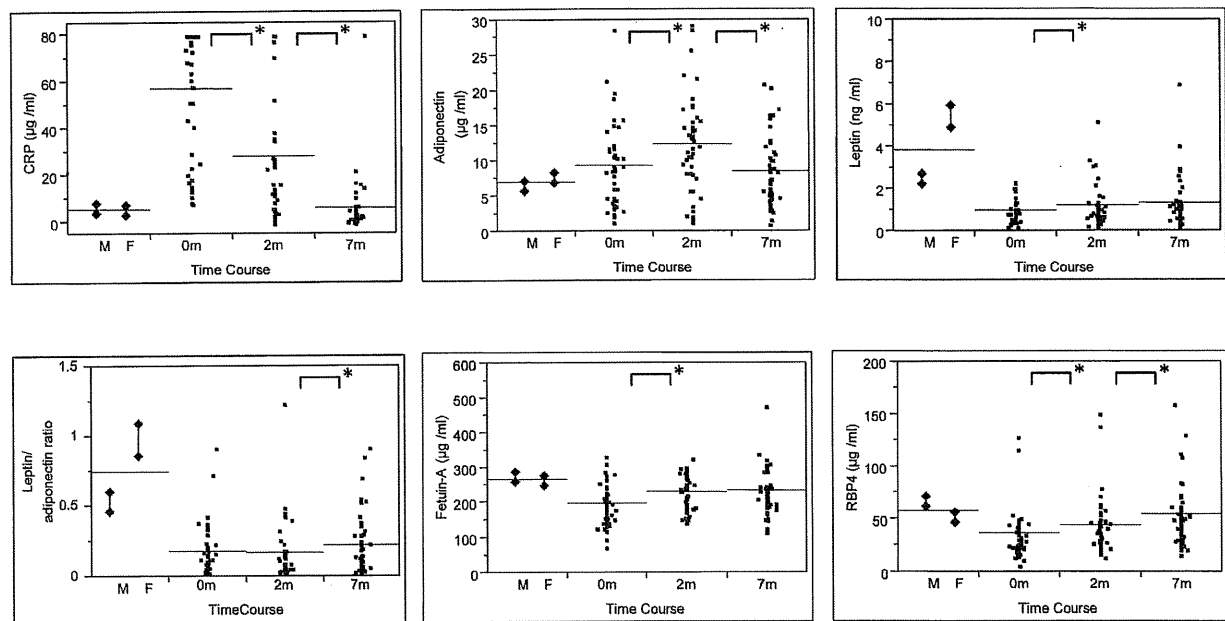 80
60
40
20
0
CRP (µg /ml)
* *
M F 0m 2m 7m
Time Course
30
25
20
15
10
5
0
Adiponectin
(µg /ml)
* *
M F 0m 2m 7m
Time Course
10
8
6
4
2
0
Leptin (ng /ml)
*
M F 0m 2m 7m
Time Course
1.5
1
0.5
0
Leptin/
adiponectin ratio
*
M F 0m 2m 7m
TimeCourse
600
500
400
300
200
100
0
Fetuin-A (µg /ml)
*
M F 0m 2m 7m
Time Course
200
150
100
50
0
RBP4 (µg /ml)
* *
M F 0m 2m 7m
Time Course